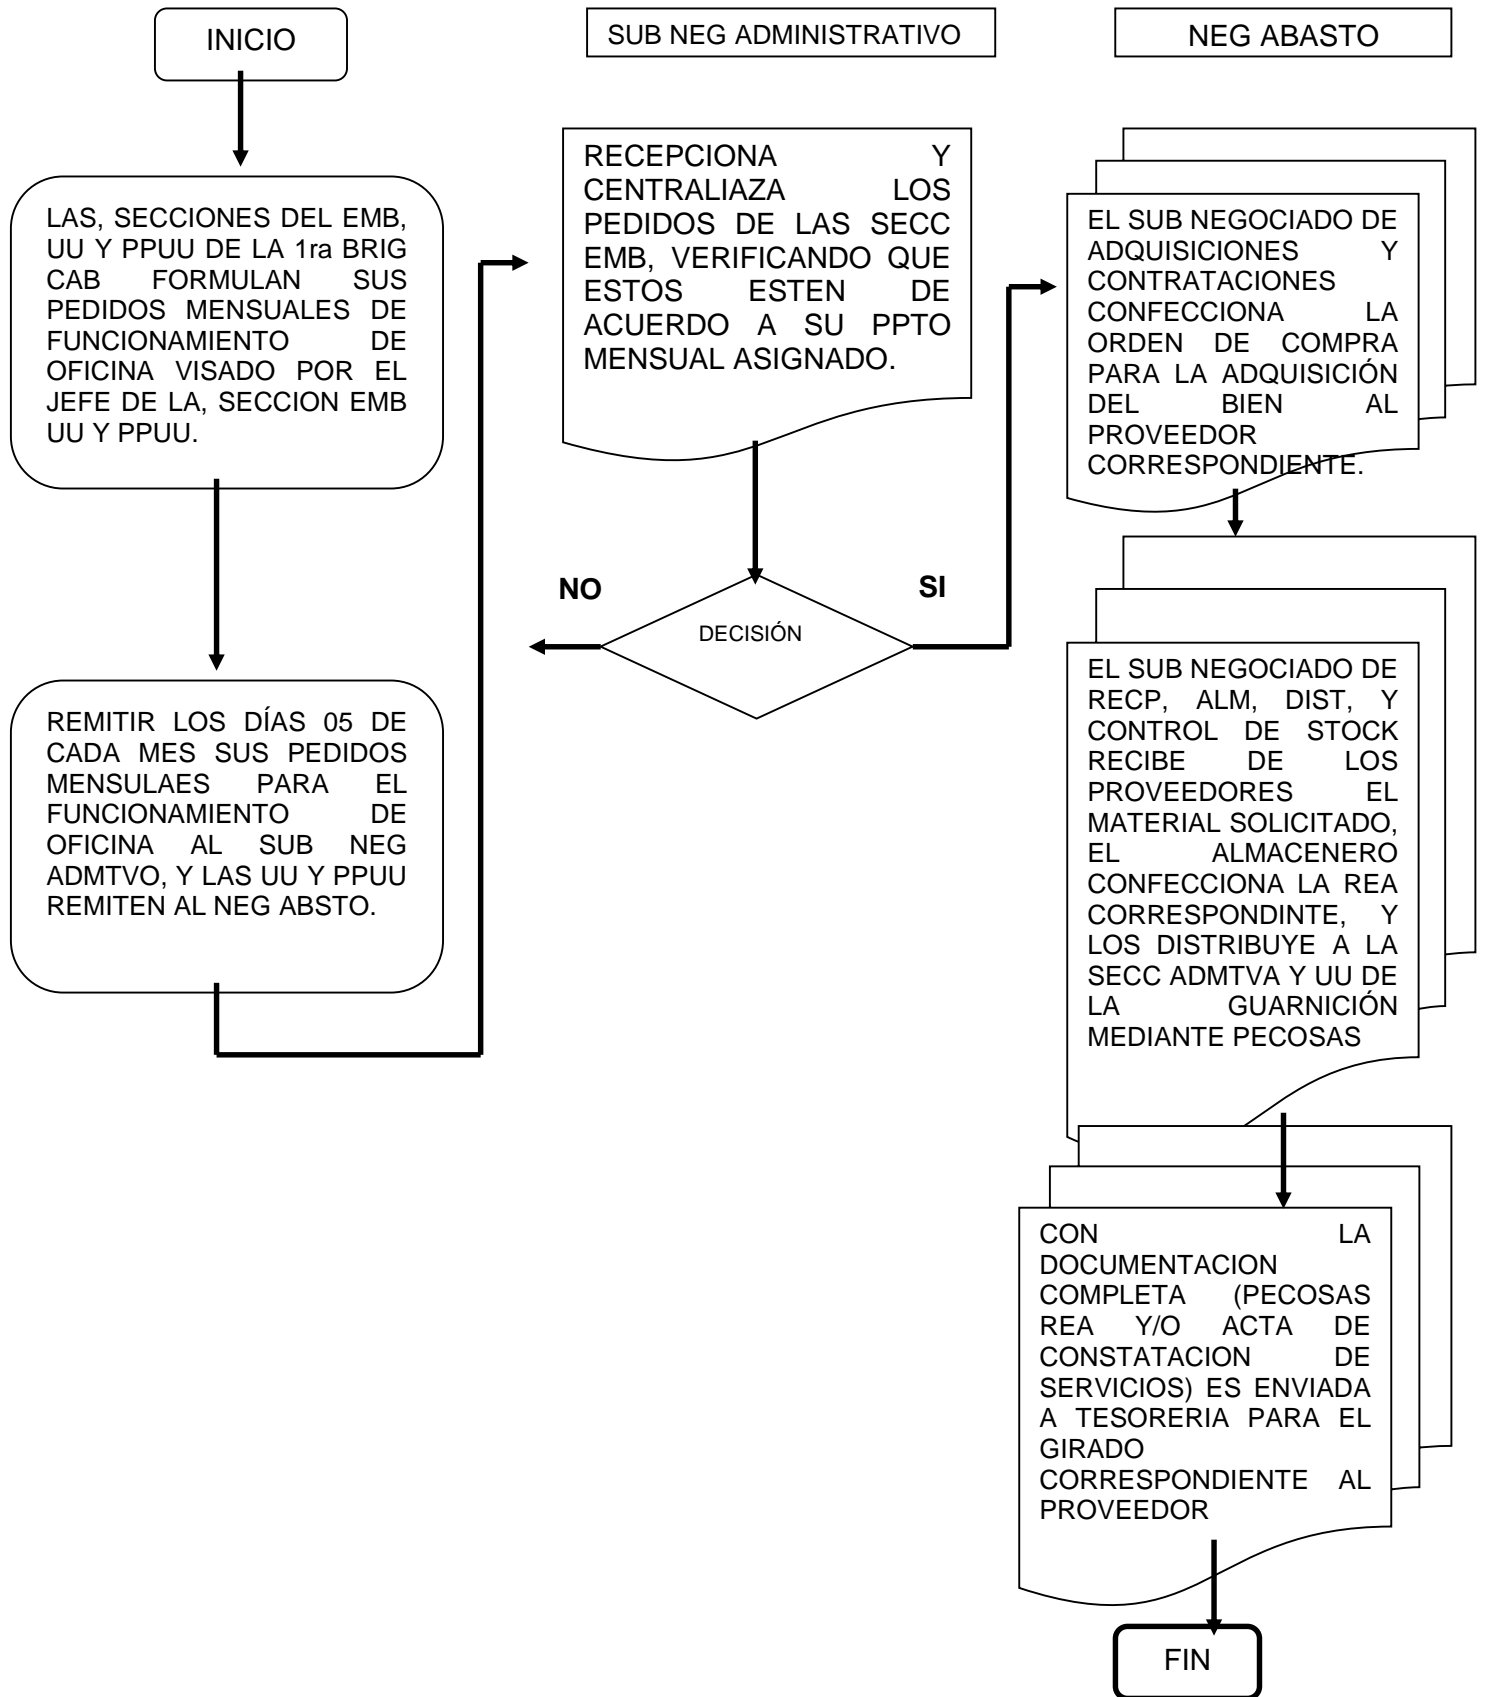 INICIO
LAS, SECCIONES DEL EMB,
UU Y PPUU DE LA 1ra BRIG
CAB FORMULAN SUS
PEDIDOS MENSUALES DE
FUNCIONAMIENTO DE
OFICINA VISADO POR EL
JEFE DE LA, SECCION EMB
UU Y PPUU.
REMITIR LOS DÍAS 05 DE
CADA MES SUS PEDIDOS
MENSULAES PARA EL
FUNCIONAMIENTO DE
OFICINA AL SUB NEG
ADMTVO, Y LAS UU Y PPUU
REMITEN AL NEG ABSTO.
SUB NEG ADMINISTRATIVO
RECEPCIONA Y
CENTRALIAZA LOS
PEDIDOS DE LAS SECC
EMB, VERIFICANDO QUE
ESTOS ESTEN DE
ACUERDO A SU PPTO
MENSUAL ASIGNADO.
NO
SI
DECISIÓN
NEG ABASTO
EL SUB NEGOCIADO DE
ADQUISICIONES Y
CONTRATACIONES
CONFECCIONA LA
ORDEN DE COMPRA
PARA LA ADQUISICIÓN
DEL BIEN AL
PROVEEDOR
CORRESPONDIENTE.
EL SUB NEGOCIADO DE
RECP, ALM, DIST, Y
CONTROL DE STOCK
RECIBE DE LOS
PROVEEDORES EL
MATERIAL SOLICITADO,
EL ALMACENERO
CONFECCIONA LA REA
CORRESPONDINTE, Y
LOS DISTRIBUYE A LA
SECC ADMTVA Y UU DE
LA GUARNICIÓN
MEDIANTE PECOSAS
CON LA
DOCUMENTACION
COMPLETA (PECOSAS
REA Y/O ACTA DE
CONSTATACION DE
SERVICIOS) ES ENVIADA
A TESORERIA PARA EL
GIRADO
CORRESPONDIENTE AL
PROVEEDOR
FIN